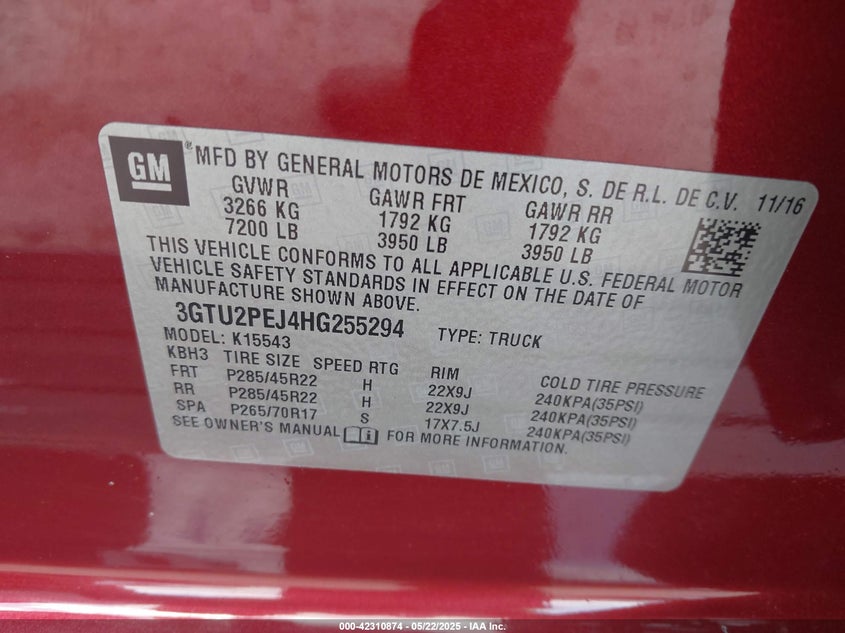 GM ® MFD BY GENERAL MOTORS DE MEXICO, S. DE R.L. DE C.V. 11/16
GVWR GAWR FRT GAWR RR
3266 KG 1792 KG 1792 KG
7200 LB 3950 LB 3950 LB
THIS VEHICLE CONFORMS TO ALL APPLICABLE U.S. FEDERAL MOTOR
VEHICLE SAFETY STANDARDS IN EFFECT ON THE DATE OF
MANUFACTURE SHOWN ABOVE.
3GTU2PEJ4HG255294 TYPE: TRUCK
MODEL: K15543
KBH3 TIRE SIZE SPEED RTG RIM COLD TIRE PRESSURE
FRT P285/45R22 H 22X9J 240KPA(35PSI)
RR P285/45R22 H 22X9J 240KPA(35PSI)
SPA P265/70R17 S 17X7.5J 240KPA(35PSI)
SEE OWNER'S MANUAL FOR MORE INFORMATION.
000-42310874 - 05/22/2025 - IAA Inc.